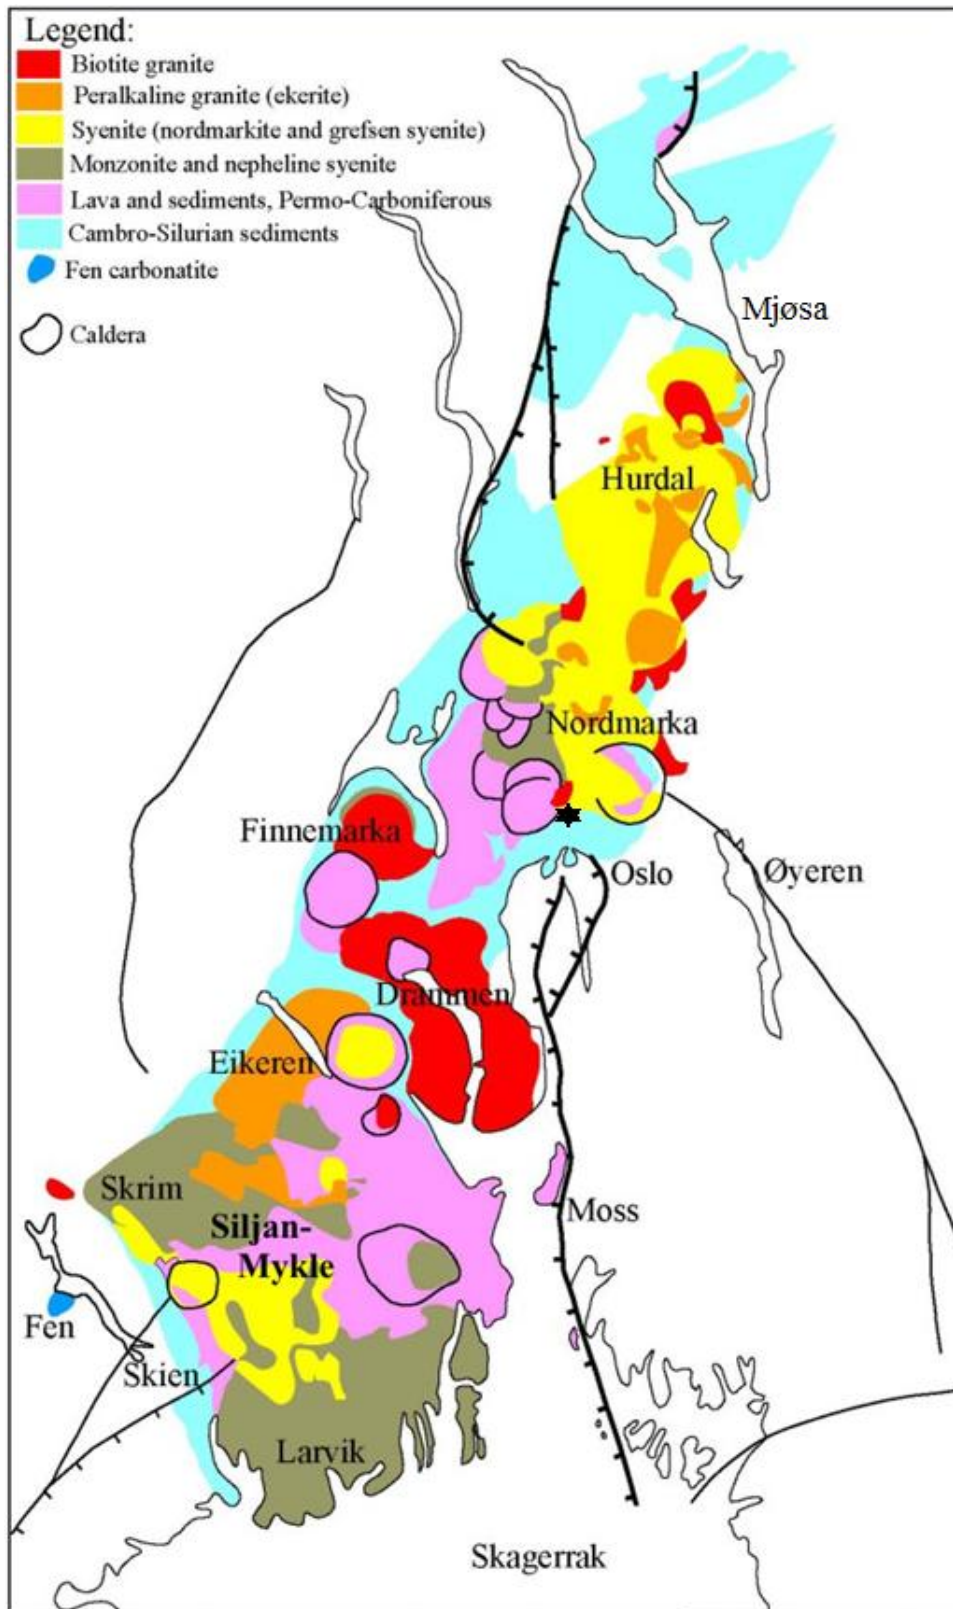 Legend:
Biotite granite
Peralkaline granite (ekerite)
Syenite (nordmarkite and grefsen syenite)
Monzonite and nepheline syenite
Lava and sediments, Permo-Carboniferous
Cambro-Silurian sediments
Fen carbonatite
Caldera
Mjøsa
Hurdal
Nordmarka
Finnemarka
Oslo
Øyeren
Drammen
Eikeren
Skrim
Moss
Siljan-
Mykle
Fen
Skien
Larvik
Skagerrak